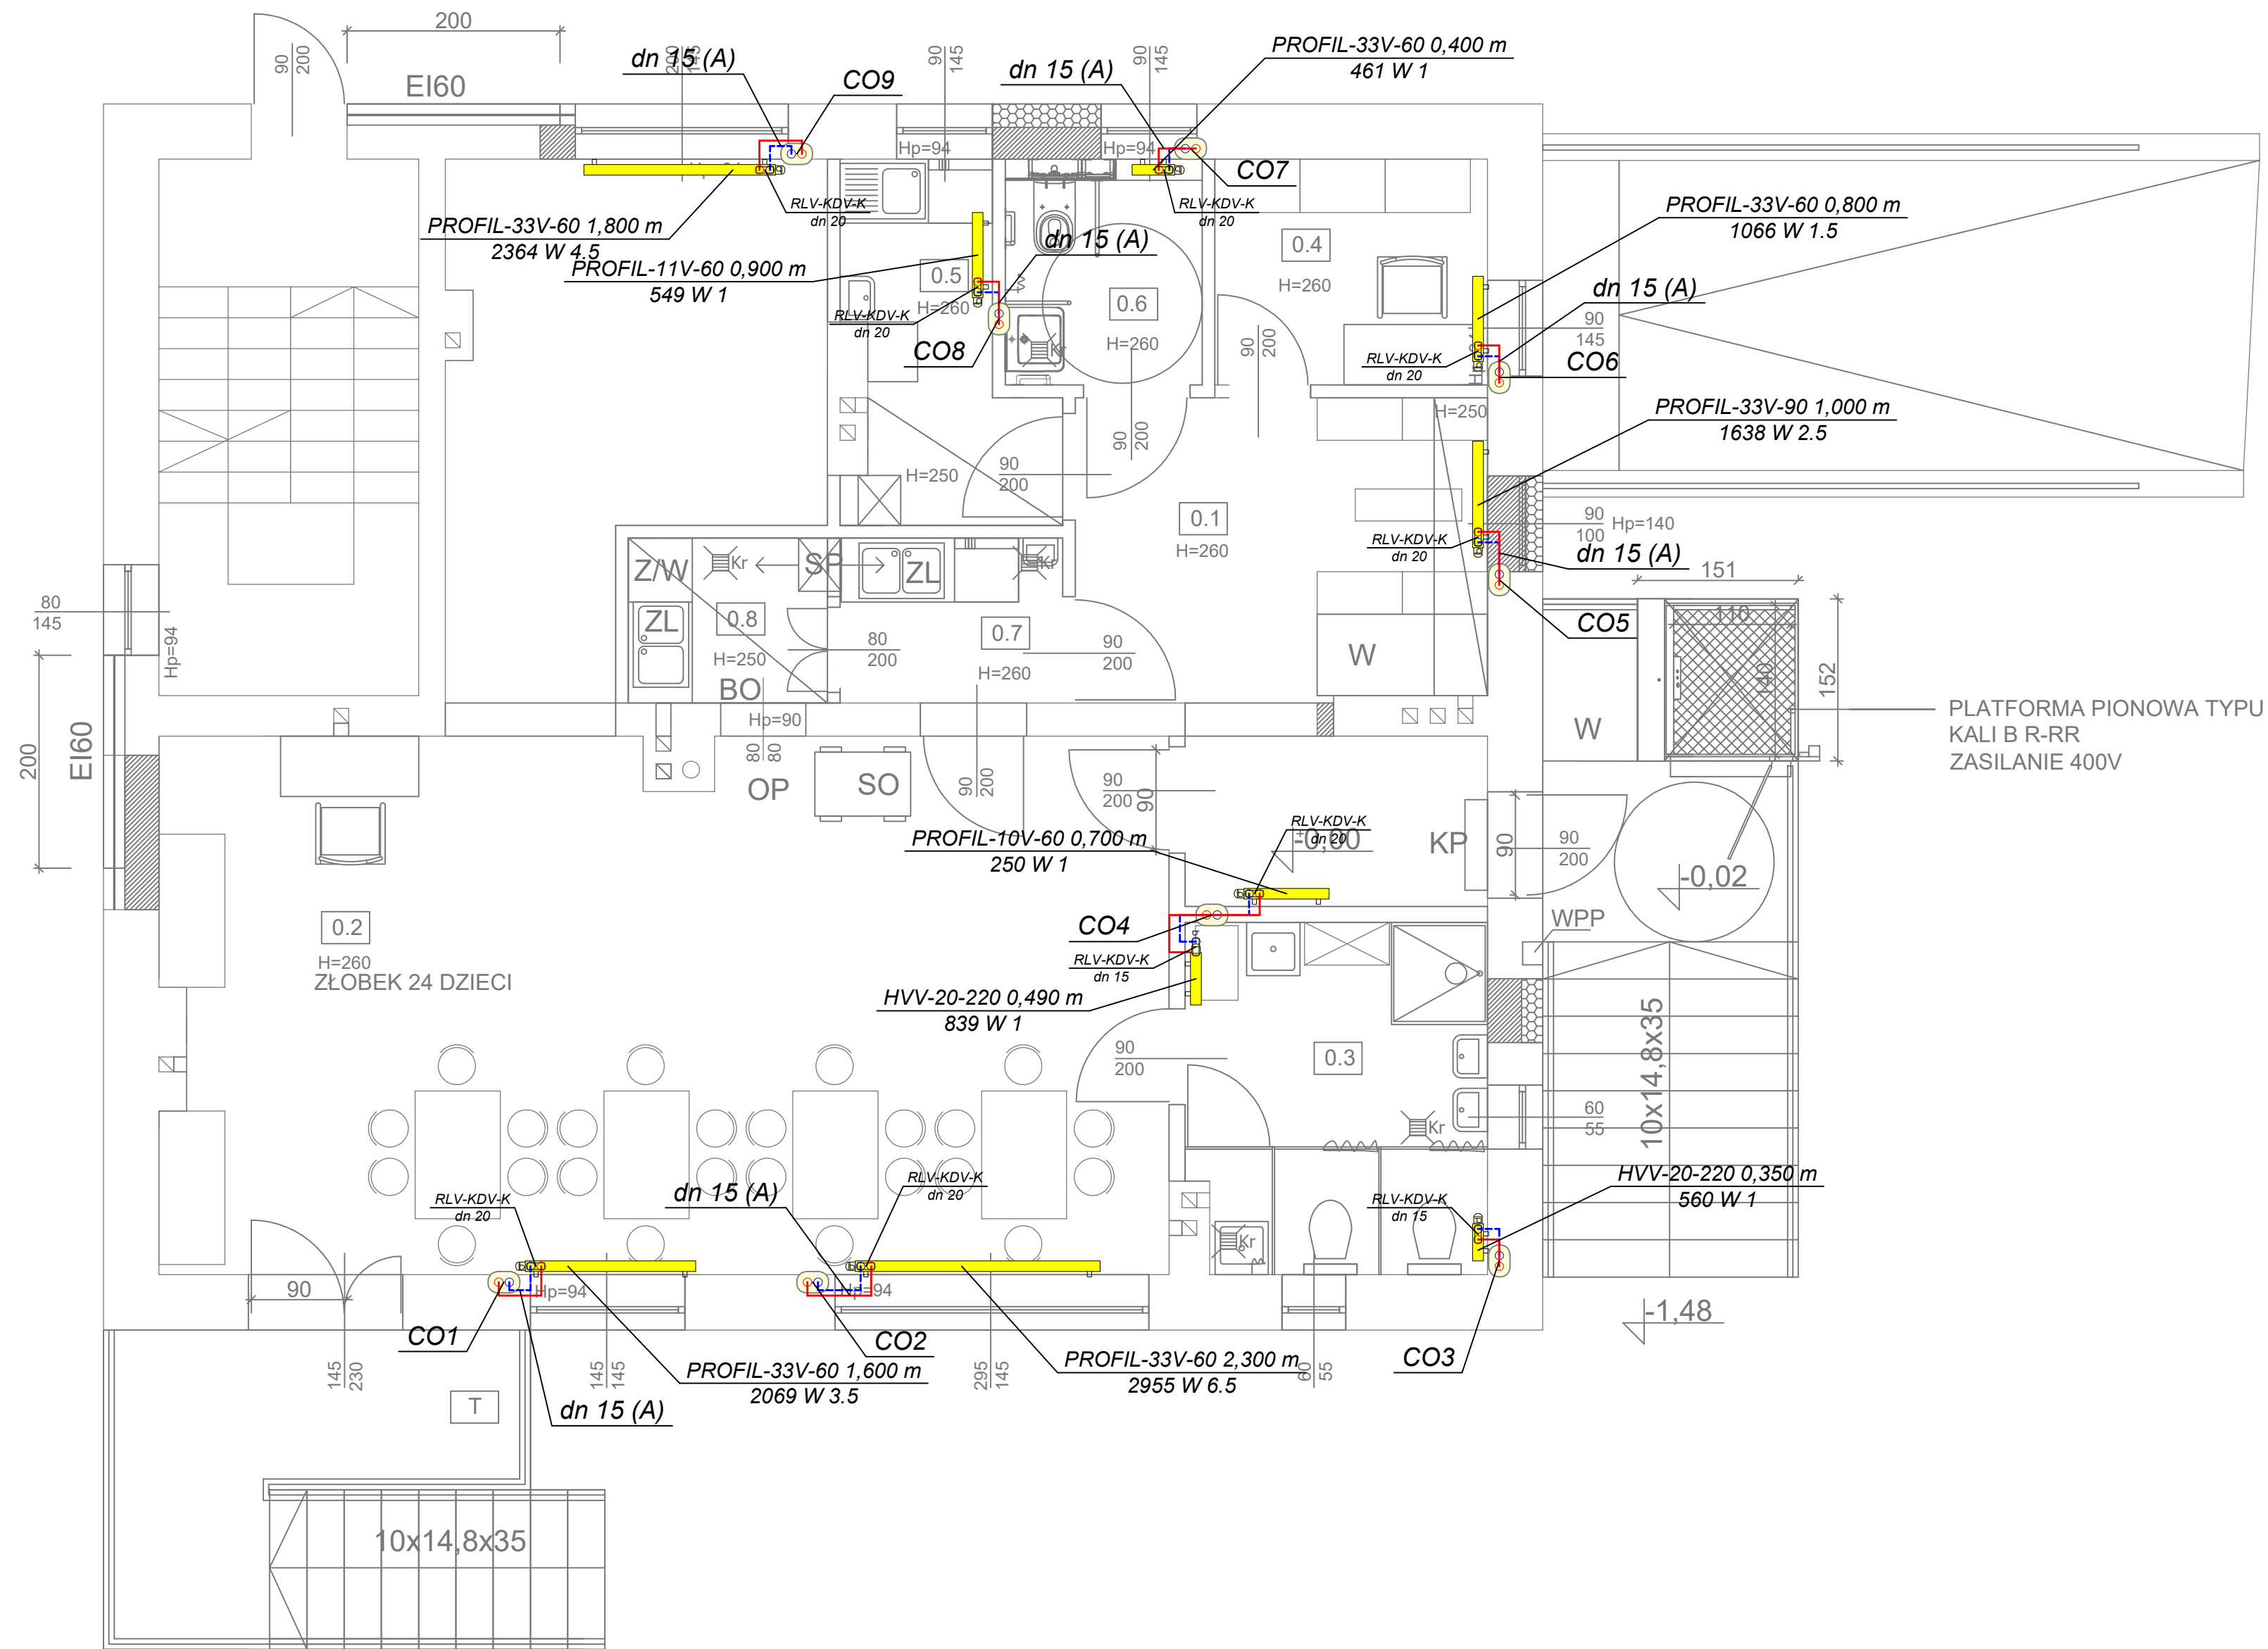 200
EI60
90
200
dn 15 (A)
145
CO9
90
145
dn 15 (A)
90
145
PROFIL-33V-60 0,400 m
461 W 1
Hp=94
Hp=94
CO7
RLV-KDV-K
dn 20
RLV-KDV-K
dn 20
PROFIL-33V-60 1,800 m
2364 W 4.5
PROFIL-11V-60 0,900 m
549 W 1
dn 15 (A)
0.5
H=260
RLV-KDV-K
dn 20
CO8
0.6
H=260
Kr
0.4
H=260
90
200
PROFIL-33V-60 0,800 m
1066 W 1.5
dn 15 (A)
90
145
RLV-KDV-K
dn 20
CO6
H=250
PROFIL-33V-90 1,000 m
1638 W 2.5
90
200
90
200
H=250
0.1
H=260
90
100
Hp=140
RLV-KDV-K
dn 20
dn 15 (A)
CO5
151
110
140
152
PLATFORMA PIONOWA TYPU
KALI B R-RR
ZASILANIE 400V
80
145
Hp=94
Z/W
Kr
SP
ZL
Kr
ZL
0.8
H=250
BO
80
200
0.7
H=260
90
200
W
W
200
EI60
Hp=90
80
80
OP
SO
90
200
90
200
90
RLV-KDV-K
dn 20
±0,00
KP
90
90
200
PROFIL-10V-60 0,700 m
250 W 1
-0,02
WPP
0.2
H=260
ZŁOBEK 24 DZIECI
CO4
RLV-KDV-K
dn 15
HVV-20-220 0,490 m
839 W 1
90
200
0.3
Kr
60
55
10x14,8x35
HVV-20-220 0,350 m
560 W 1
RLV-KDV-K
dn 15
Kr
RLV-KDV-K
dn 20
dn 15 (A)
RLV-KDV-K
dn 20
90
Hp=94
Hp=94
-1,48
CO1
CO2
CO3
145
230
145
145
PROFIL-33V-60 1,600 m
2069 W 3.5
295
145
PROFIL-33V-60 2,300 m
2955 W 6.5
60
55
T
dn 15 (A)
10x14,8x35